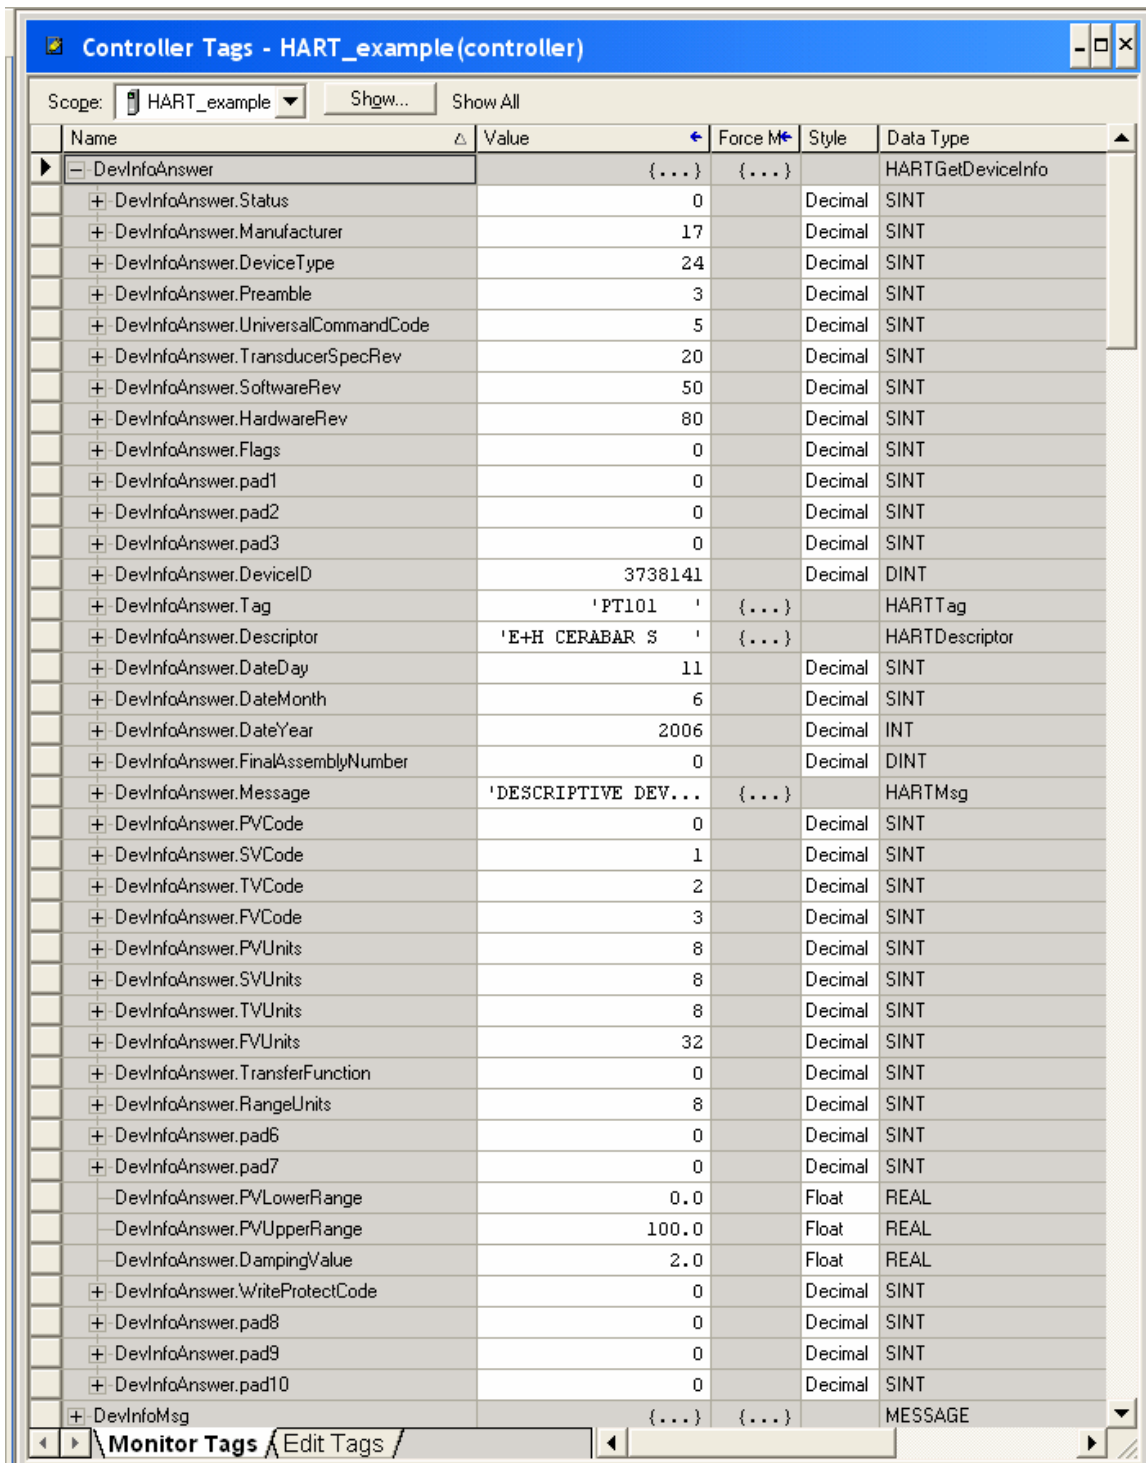 Controller Tags - HART_example(controller)
Scope: HART_example Show... Show All
Name Value Force M Style Data Type
DevInfoAnswer {...} {...} HARTGetDeviceInfo
DevInfoAnswer.Status 0 Decimal SINT
DevInfoAnswer.Manufacturer 17 Decimal SINT
DevInfoAnswer.DeviceType 24 Decimal SINT
DevInfoAnswer.Preamble 3 Decimal SINT
DevInfoAnswer.UniversalCommandCode 5 Decimal SINT
DevInfoAnswer.TransducerSpecRev 20 Decimal SINT
DevInfoAnswer.SoftwareRev 50 Decimal SINT
DevInfoAnswer.HardwareRev 80 Decimal SINT
DevInfoAnswer.Flags 0 Decimal SINT
DevInfoAnswer.pad1 0 Decimal SINT
DevInfoAnswer.pad2 0 Decimal SINT
DevInfoAnswer.pad3 0 Decimal SINT
DevInfoAnswer.DeviceID 3738141 Decimal DINT
DevInfoAnswer.Tag 'PT101   ' {...} HARTTag
DevInfoAnswer.Descriptor 'E+H CERABAR S   ' {...} HARTDescriptor
DevInfoAnswer.DateDay 11 Decimal SINT
DevInfoAnswer.DateMonth 6 Decimal SINT
DevInfoAnswer.DateYear 2006 Decimal INT
DevInfoAnswer.FinalAssemblyNumber 0 Decimal DINT
DevInfoAnswer.Message 'DESCRIPTIVE DEV... {...} HARTMsg
DevInfoAnswer.PVCode 0 Decimal SINT
DevInfoAnswer.SVCode 1 Decimal SINT
DevInfoAnswer.TVCode 2 Decimal SINT
DevInfoAnswer.FVCode 3 Decimal SINT
DevInfoAnswer.PVUnits 8 Decimal SINT
DevInfoAnswer.SVUnits 8 Decimal SINT
DevInfoAnswer.TVUnits 8 Decimal SINT
DevInfoAnswer.FVUnits 32 Decimal SINT
DevInfoAnswer.TransferFunction 0 Decimal SINT
DevInfoAnswer.RangeUnits 8 Decimal SINT
DevInfoAnswer.pad6 0 Decimal SINT
DevInfoAnswer.pad7 0 Decimal SINT
DevInfoAnswer.PVLowerRange 0.0 Float REAL
DevInfoAnswer.PVUpperRange 100.0 Float REAL
DevInfoAnswer.DampingValue 2.0 Float REAL
DevInfoAnswer.WriteProtectCode 0 Decimal SINT
DevInfoAnswer.pad8 0 Decimal SINT
DevInfoAnswer.pad9 0 Decimal SINT
DevInfoAnswer.pad10 0 Decimal SINT
DevInfoMsg {...} {...} MESSAGE
Monitor Tags Edit Tags